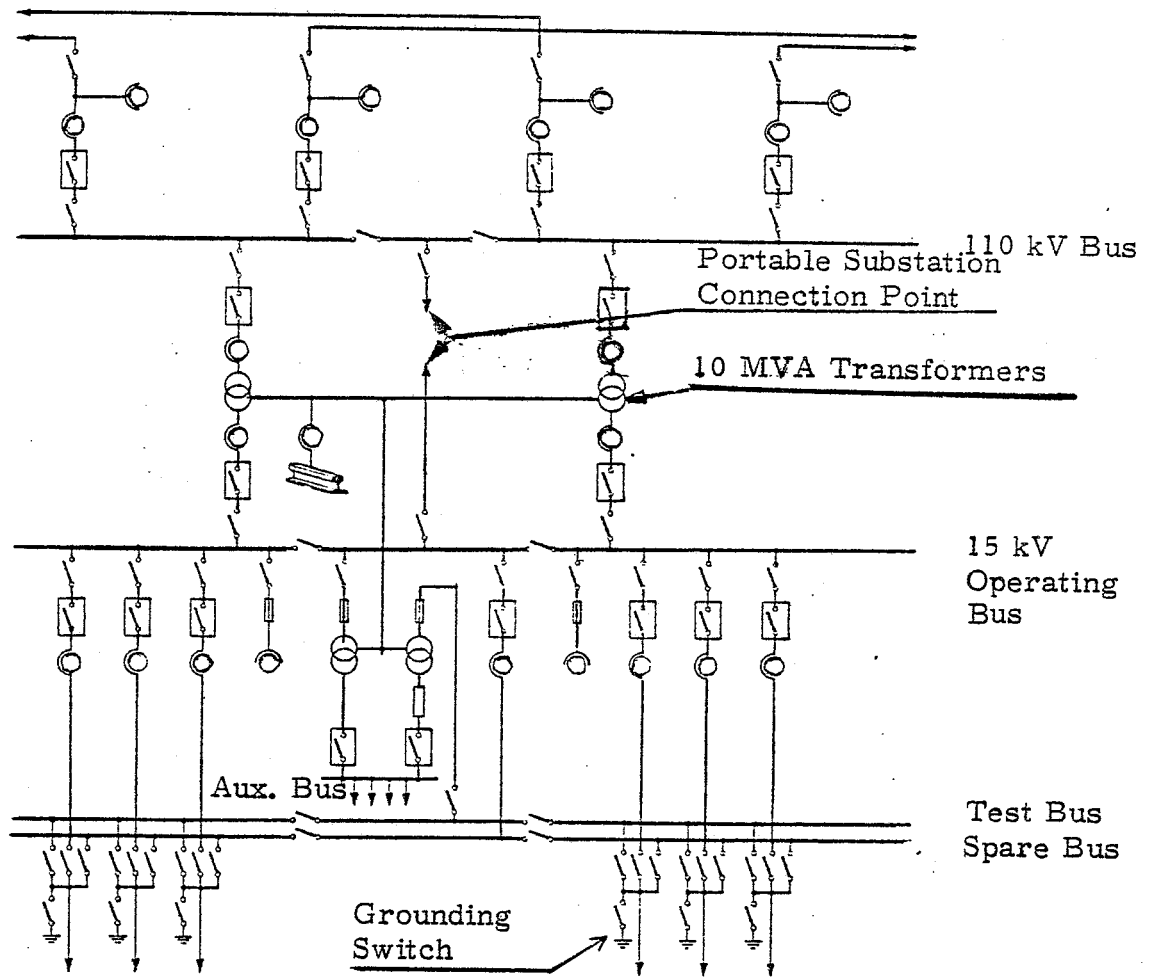 110 kV Bus
Portable Substation
Connection Point
10 MVA Transformers
15 kV
Operating
Bus
Aux. Bus
Test Bus
Spare Bus
Grounding
Switch